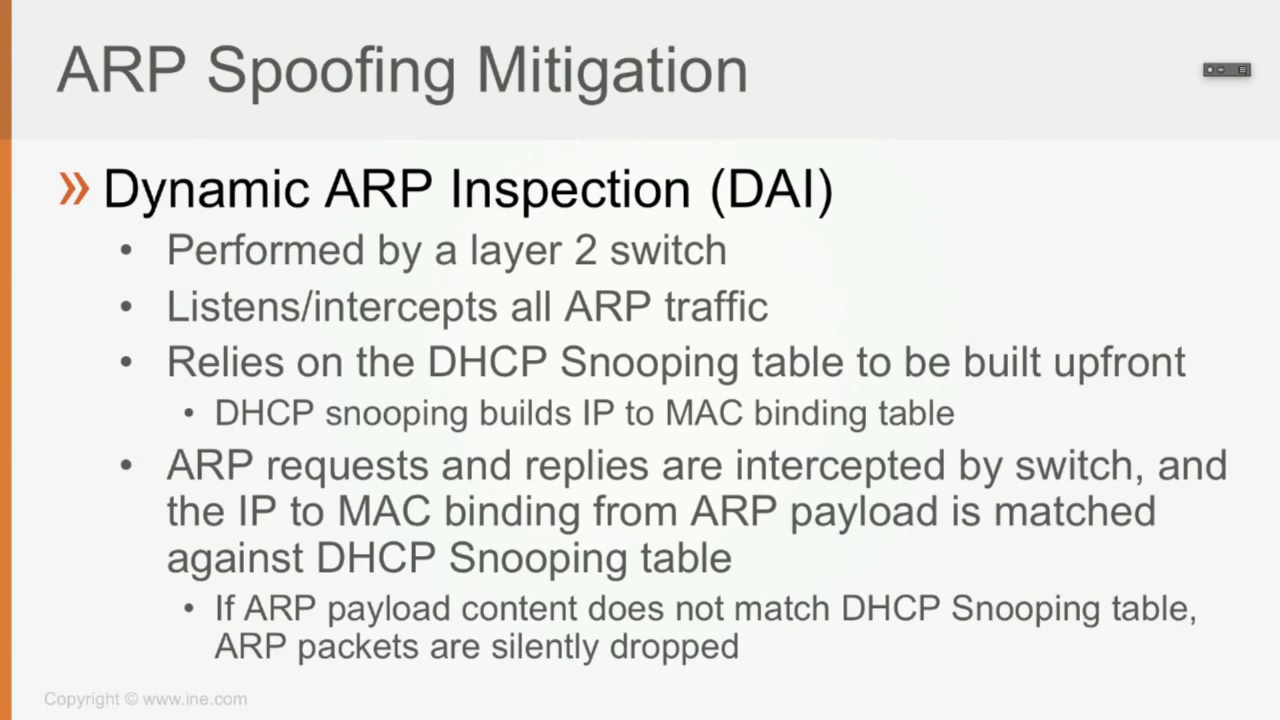 ARP Spoofing Mitigation
» Dynamic ARP Inspection (DAI)
• Performed by a layer 2 switch
• Listens/intercepts all ARP traffic
• Relies on the DHCP Snooping table to be built upfront
• DHCP snooping builds IP to MAC binding table
• ARP requests and replies are intercepted by switch, and
the IP to MAC binding from ARP payload is matched
against DHCP Snooping table
• If ARP payload content does not match DHCP Snooping table,
ARP packets are silently dropped
Copyright © www.ine.com